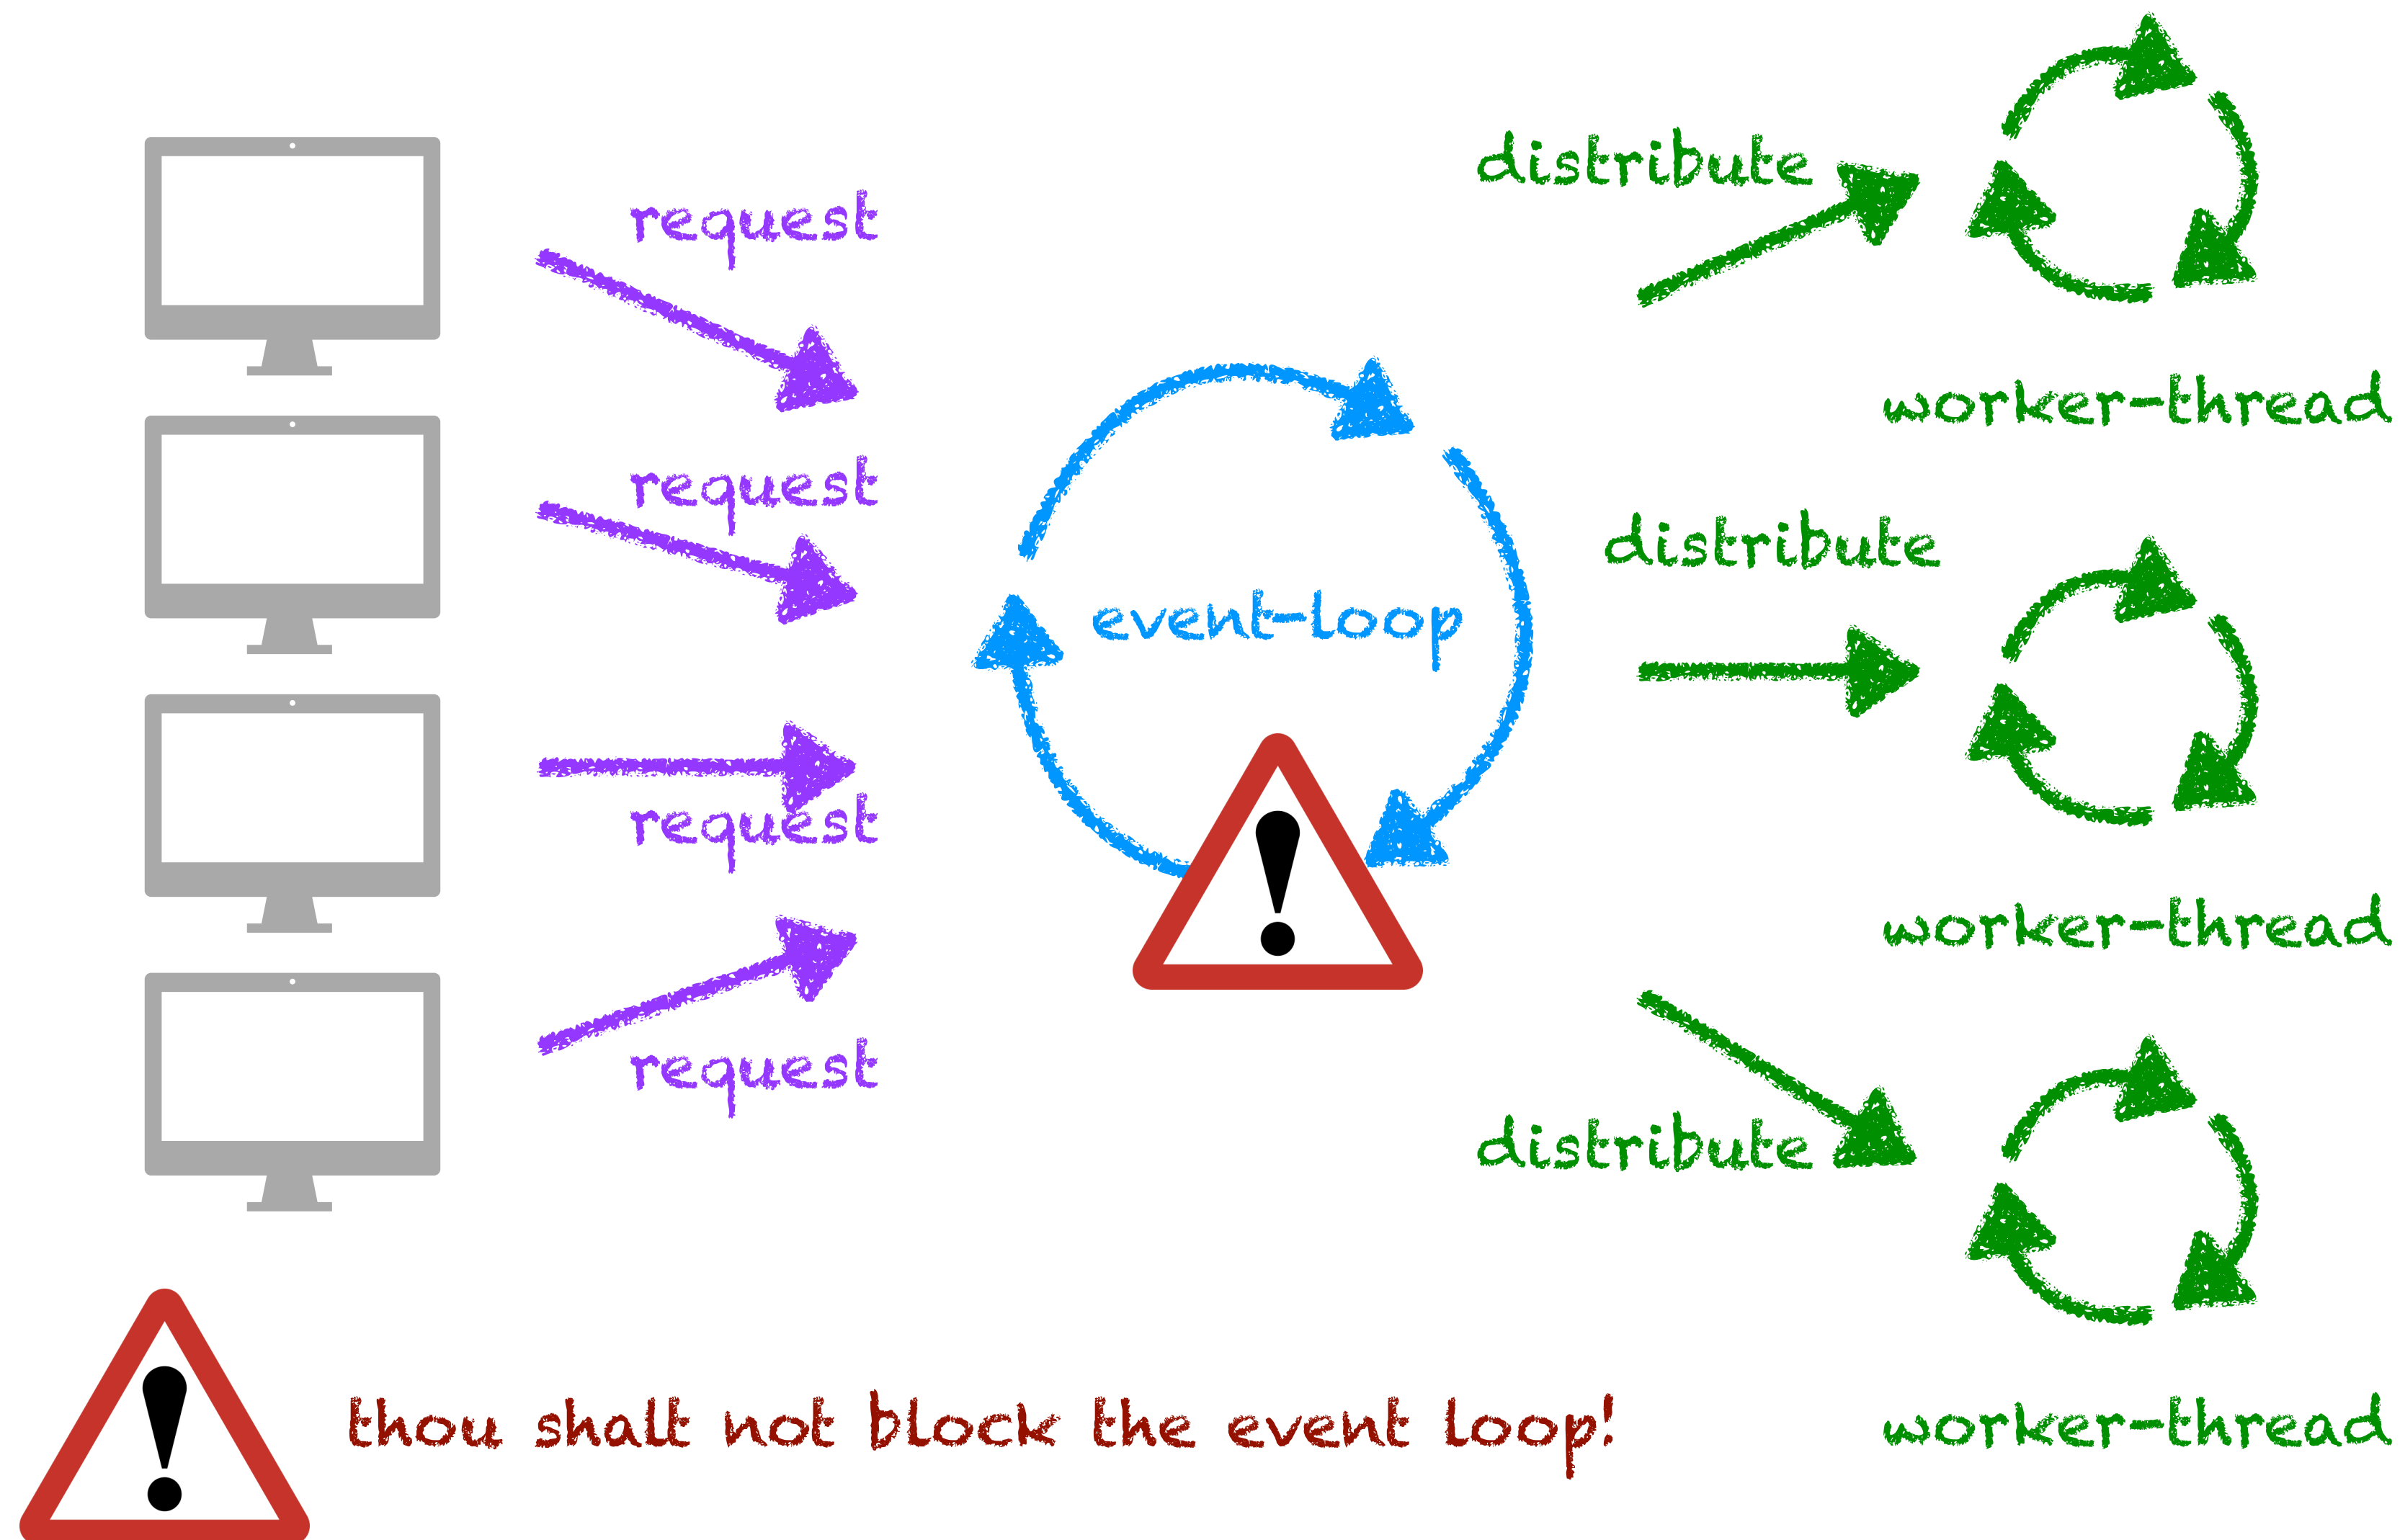 request
request
request
request
event-loop
distribute
worker-thread
distribute
worker-thread
distribute
worker-thread
thou shalt not block the event loop!